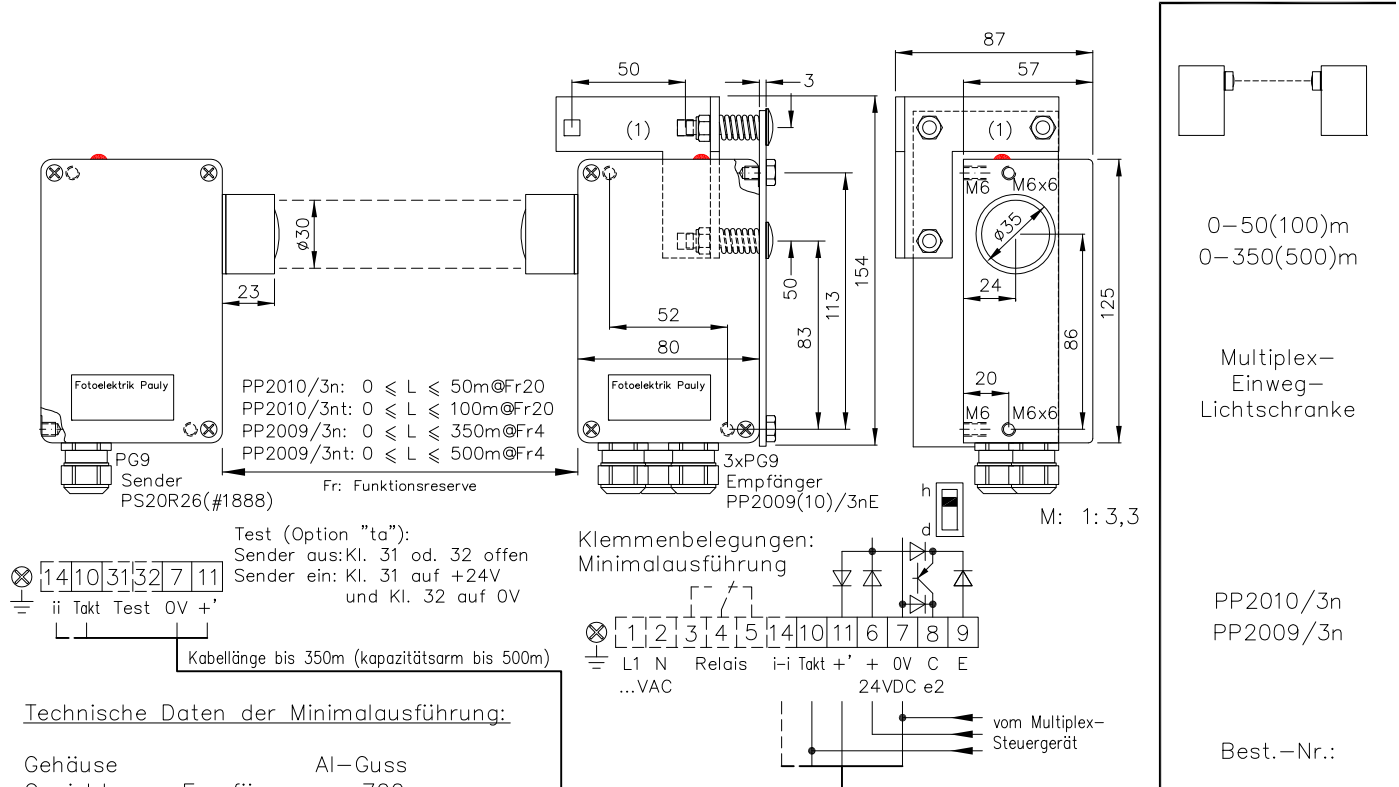 87
50
3
57
(1)
(1)
M6
M6x6
ø30
ø35
0-50(100)m
0-350(500)m
23
50
154
24
113
125
52
83
86
80
Multiplex-
Einweg-
Lichtschranke
Fotoelektrik Pauly
Fotoelektrik Pauly
20
PP2010/3n: 0 ⩽ L ⩽ 50m@Fr20
PP2010/3nt: 0 ⩽ L ⩽ 100m@Fr20
PP2009/3n: 0 ⩽ L ⩽ 350m@Fr4
PP2009/3nt: 0 ⩽ L ⩽ 500m@Fr4
M6
M6x6
PG9
Sender
PS20R26(#1888)
Fr: Funktionsreserve
3xPG9
Empfänger
PP2009(10)/3nE
h
d
M: 1:3,3
Test (Option "ta"):
Sender aus: Kl. 31 od. 32 offen
Sender ein: Kl. 31 auf +24V
und Kl. 32 auf 0V
Klemmenbelegungen:
Minimalausführung
14 10 31 32 7 11
ii Takt Test 0V +'
PP2010/3n
PP2009/3n
1 2 3 4 5 14 10 11 6 7 8 9
L1 N Relais i-i Takt +' + 0V C E
...VAC 24VDC e2
Kabellänge bis 350m (kapazitätsarm bis 500m)
vom Multiplex-
Steuergerät
Technische Daten der Minimalausführung:
Best.-Nr.:
Gehäuse Al-Guss